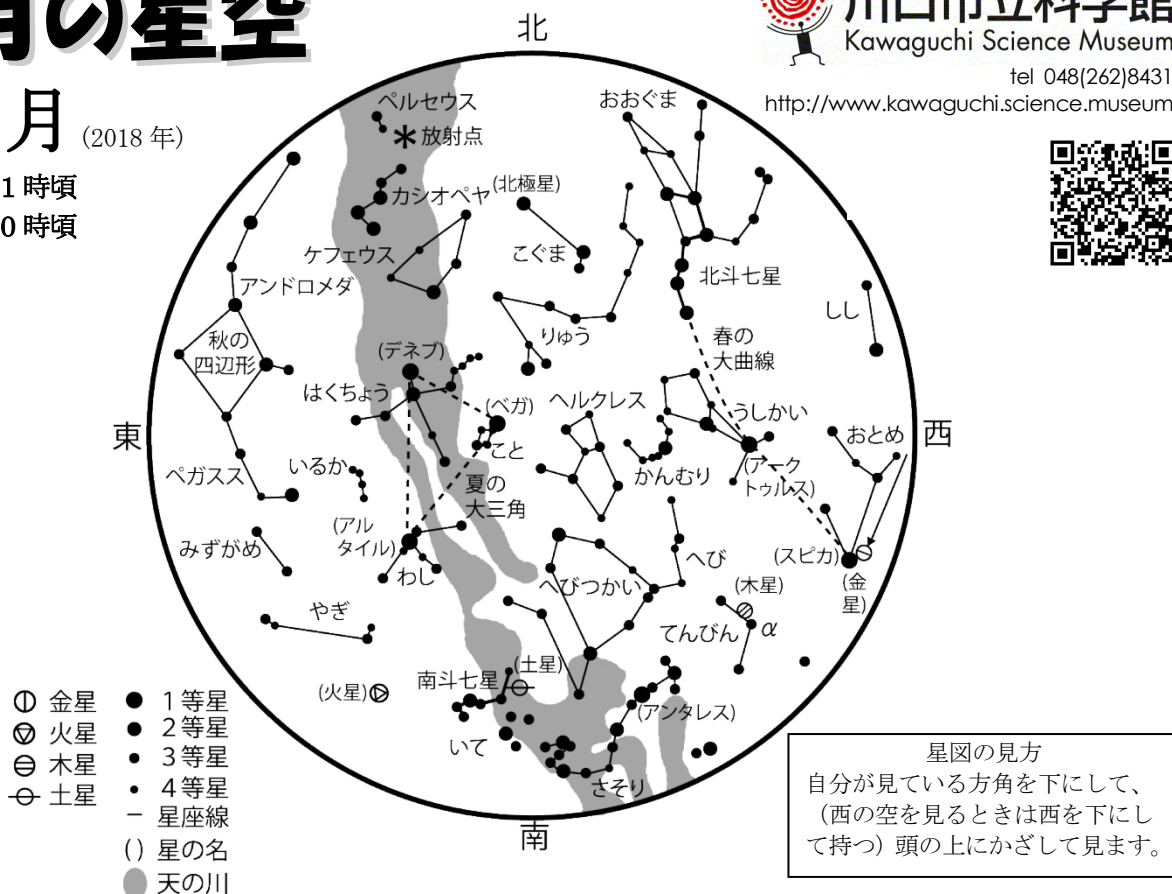 月の星空
月 (2018 年)
1 時頃
0 時頃
川口市立科学館
Kawaguchi Science Museum
tel 048(262)8431
http://www.kawaguchi.science.museum
北
ペルセウス
放射点
おおぐま
カシオペヤ
(北極星)
ケフェウス
こぐま
アンドロメダ
北斗七星
しし
りゅう
春の
大曲線
秋の
四辺形
(デネブ)
はくちょう
(ベガ)
ヘルクレス
うしかい
東
西
おとめ
こと
かんむり
(アーク
トゥルス)
ペガスス
いるか
夏の
大三角
みずがめ
(アル
タイル)
わし
へび
(スピカ)
(金
星)
へびつかい
(木星)
やぎ
てんびん
α
(火星)
南斗七星
(土星)
(アンタレス)
いて
さそり
南
金星
火星
木星
土星
1等星
2等星
3等星
4等星
− 星座線
( ) 星の名
天の川
星図の見方
自分が見ている方角を下にして、
(西の空を見るときは西を下にし
て持つ) 頭の上にかざして見ます。